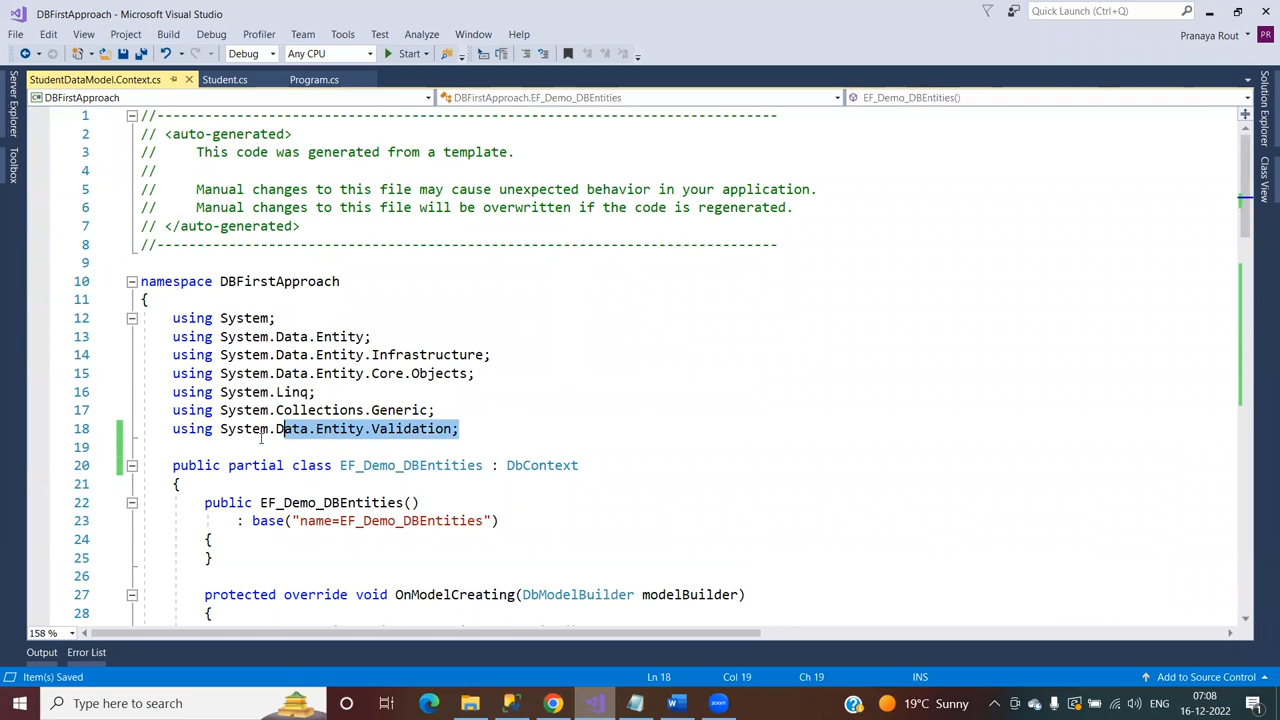 DBFirstApproach - Microsoft Visual Studio
Quick Launch (Ctrl+Q)
File Edit View Project Build Debug Profiler Team Tools Test Analyze Window Help
Pranaya Rout PR
Debug Any CPU Start
StudentDataModel.Context.cs Student.cs Program.cs
DBFirstApproach DBFirstApproach.EF_Demo_DBEntities EF_Demo_DBEntities()
Server Explorer
Toolbox
Solution Explorer
Class View
1 //------------------------------------------------------------------------------
2 // <auto-generated>
3 //     This code was generated from a template.
4 //
5 //     Manual changes to this file may cause unexpected behavior in your application.
6 //     Manual changes to this file will be overwritten if the code is regenerated.
7 // </auto-generated>
8 //------------------------------------------------------------------------------
9
10 namespace DBFirstApproach
11 {
12     using System;
13     using System.Data.Entity;
14     using System.Data.Entity.Infrastructure;
15     using System.Data.Entity.Core.Objects;
16     using System.Linq;
17     using System.Collections.Generic;
18     using System.Data.Entity.Validation;
19
20     public partial class EF_Demo_DBEntities : DbContext
21     {
22         public EF_Demo_DBEntities()
23             : base("name=EF_Demo_DBEntities")
24         {
25         }
26
27         protected override void OnModelCreating(DbModelBuilder modelBuilder)
28         {
158 %
Output Error List
Item(s) Saved Ln 18 Col 19 Ch 19 INS Add to Source Control
Type here to search
19°C Sunny
ENG
07:08
16-12-2022